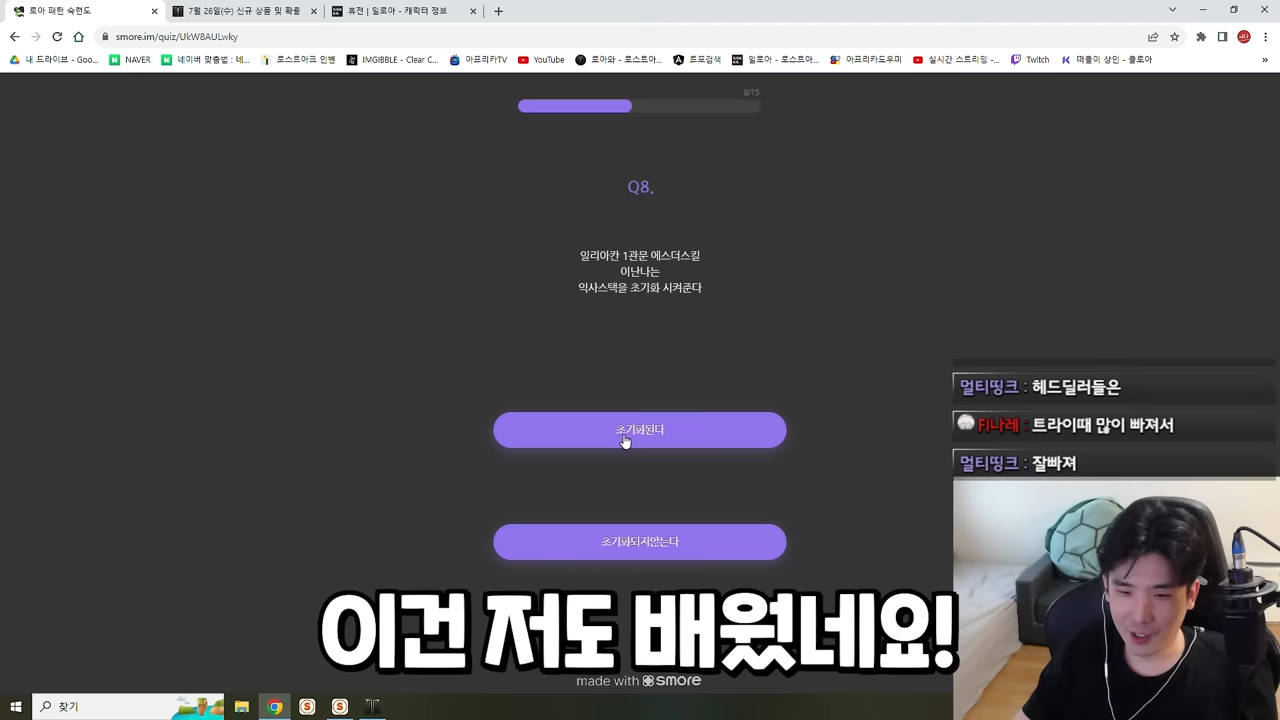 로아 패턴 숙련도
7월 26일(수) 신규 상품 및 확률
휴전 | 일로아 - 캐릭터 정보
smore.im/quiz/UkW8AULwky
내 드라이브 - Goo...
NAVER
네이버 맞춤법 : 네...
로스트아크 인벤
IMGIBBLE - Clear C...
아프리카TV
YouTube
로아와 - 로스트아...
트포검색
일로아 - 로스트아...
아프리카도우미
실시간 스트리밍 -...
Twitch
떠돌이 상인 - 클로아
8/15
Q8.
일리아칸 1관문 에스더스킬
이난나는
익사스택을 초기화 시켜준다
초기화된다
초기화되지않는다
멀티띵크 : 헤드딜러들은
FI나레 : 트라이때 많이 빠져서
멀티띵크 : 잘빠져
이건 저도 배웠네요!
made with smore
찾기